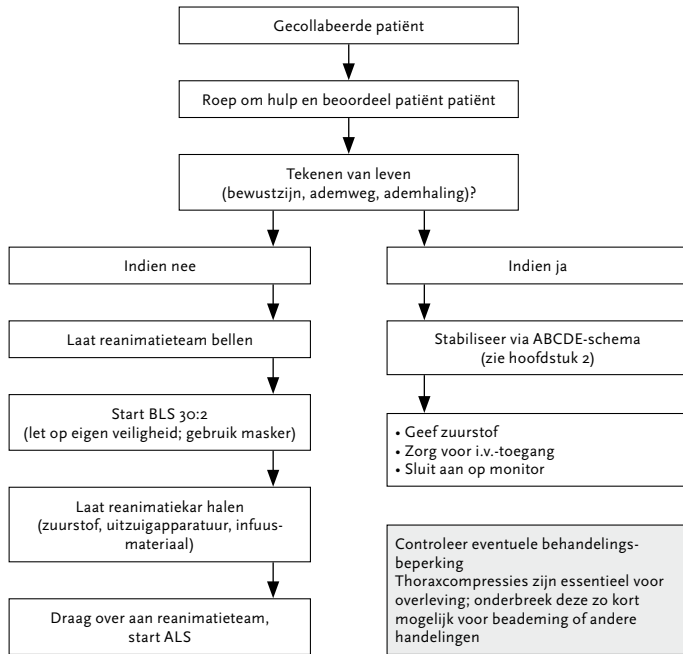 Gecollabeerde patiënt
Roep om hulp en beoordeel patiënt patiënt
Tekenen van leven
(bewustzijn, ademweg, ademhaling)?
Indien nee
Laat reanimatieteam bellen
Start BLS 30:2
(let op eigen veiligheid; gebruik masker)
Laat reanimatiekar halen
(zuurstof, uitzuigapparatuur, infuus-
materiaal)
Draag over aan reanimatieteam,
start ALS
Indien ja
Stabiliseer via ABCDE-schema
(zie hoofdstuk 2)
• Geef zuurstof
• Zorg voor i.v.-toegang
• Sluit aan op monitor
Controleer eventuele behandelings-
beperking
Thoraxcompressies zijn essentieel voor
overleving; onderbreek deze zo kort
mogelijk voor beademing of andere
handelingen